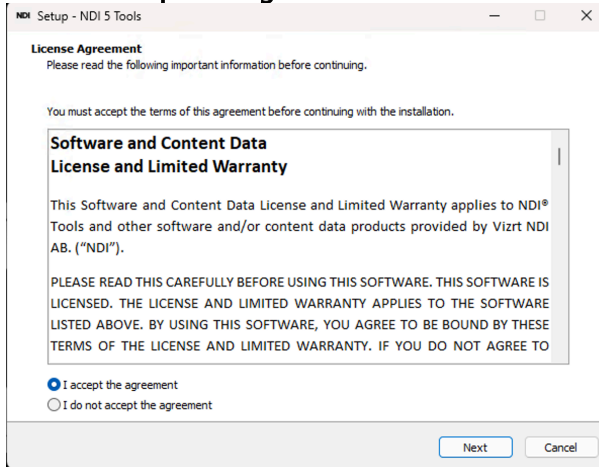 NDI Setup - NDI 5 Tools
License Agreement
Please read the following important information before continuing.
You must accept the terms of this agreement before continuing with the installation.
Software and Content Data
License and Limited Warranty
This Software and Content Data License and Limited Warranty applies to NDI®
Tools and other software and/or content data products provided by Vizrt NDI
AB. (“NDI”).
PLEASE READ THIS CAREFULLY BEFORE USING THIS SOFTWARE. THIS SOFTWARE IS
LICENSED. THE LICENSE AND LIMITED WARRANTY APPLIES TO THE SOFTWARE
LISTED ABOVE. BY USING THIS SOFTWARE, YOU AGREE TO BE BOUND BY THESE
TERMS OF THE LICENSE AND LIMITED WARRANTY. IF YOU DO NOT AGREE TO
I accept the agreement
I do not accept the agreement
Next Cancel